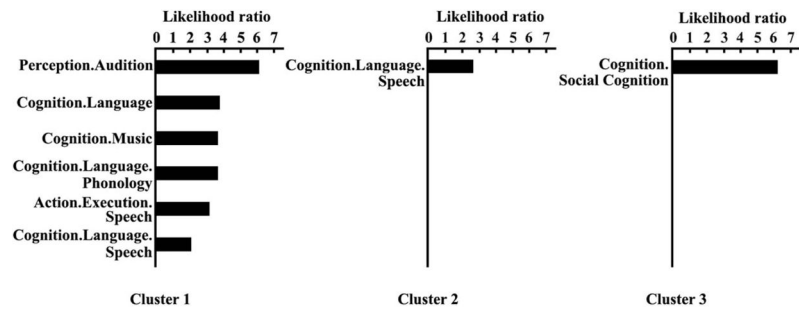 Likelihood ratio
0 1 2 3 4 5 6 7
Perception.Audition
Cognition.Language
Cognition.Music
Cognition.Language.
Phonology
Action.Execution.
Speech
Cognition.Language.
Speech
Cluster 1
Likelihood ratio
0 1 2 3 4 5 6 7
Cognition.Language.
Speech
Cluster 2
Likelihood ratio
0 1 2 3 4 5 6 7
Cognition.
Social Cognition
Cluster 3